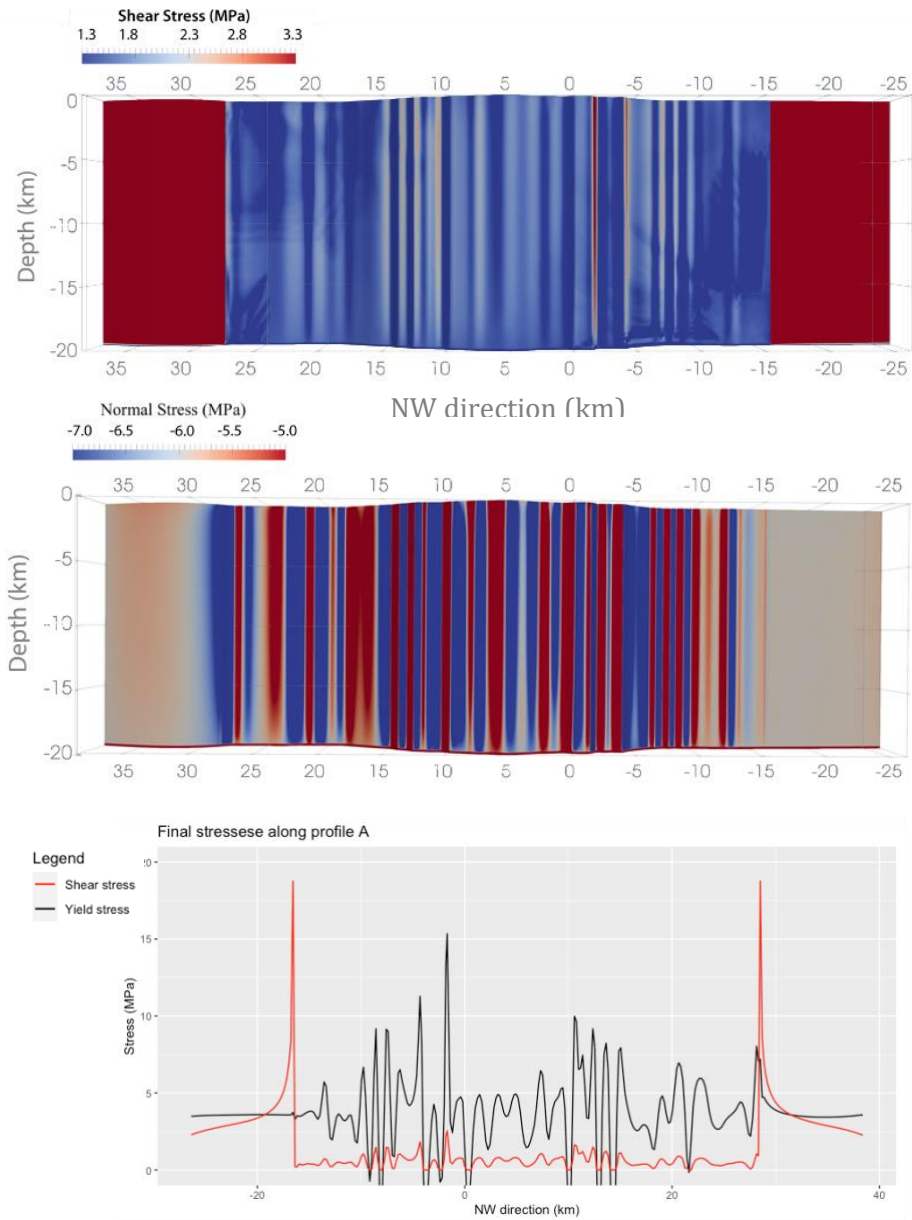 Shear Stress (MPa)
1.3 1.8 2.3 2.8 3.3
35 30 25 20 15 10 5 0 -5 -10 -15 -20 -25
0
-5
-10
-15
-20
Depth (km)
35 30 25 20 15 10 5 0 -5 -10 -15 -20 -25
NW direction (km)
Normal Stress (MPa)
-7.0 -6.5 -6.0 -5.5 -5.0
35 30 25 20 15 10 5 0 -5 -10 -15 -20 -25
0
-5
-10
-15
-20
Depth (km)
35 30 25 20 15 10 5 0 -5 -10 -15 -20 -25
Final stressese along profile A
Legend
Shear stress
Yield stress
20
15
10
5
0
Stress (MPa)
-20 0 20 40
NW direction (km)